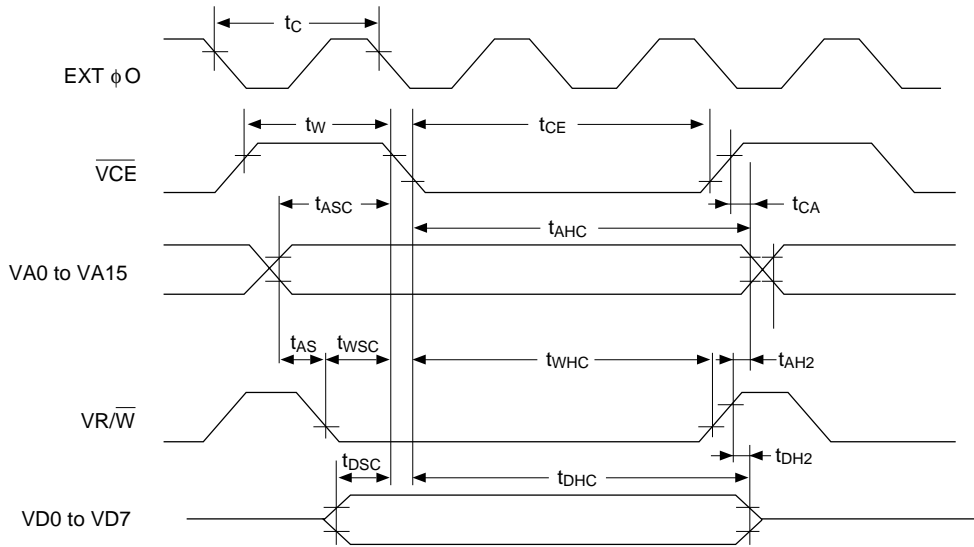 tC
EXT ϕO
tW
tCE
VCE
tCA
tASC
tAHC
VA0 to VA15
tAS
tWSC
tWHC
tAH2
VR/W
tDH2
tDSC
tDHC
VD0 to VD7